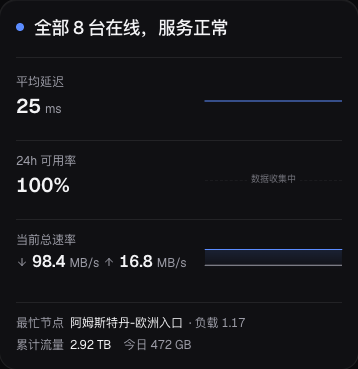 全部 8 台在线，服务正常
平均延迟
25 ms
24h 可用率
100%
数据收集中
当前总速率
↓ 98.4 MB/s ↑ 16.8 MB/s
最忙节点 阿姆斯特丹-欧洲入口 · 负载 1.17
累计流量 2.92 TB 今日 472 GB